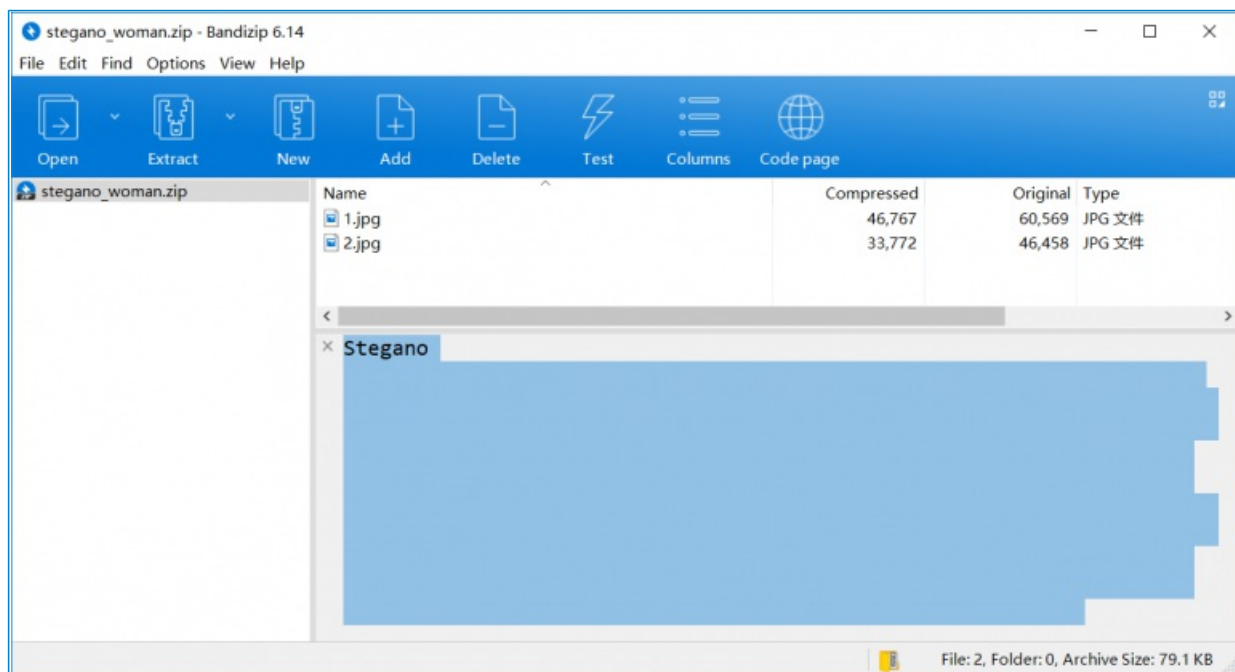 stegano_woman.zip - Bandizip 6.14
File Edit Find Options View Help
Open Extract New Add Delete Test Columns Code page
stegano_woman.zip
Name Compressed Original Type
1.jpg 46,767 60,569 JPG 文件
2.jpg 33,772 46,458 JPG 文件
Stegano
File: 2, Folder: 0, Archive Size: 79.1 KB